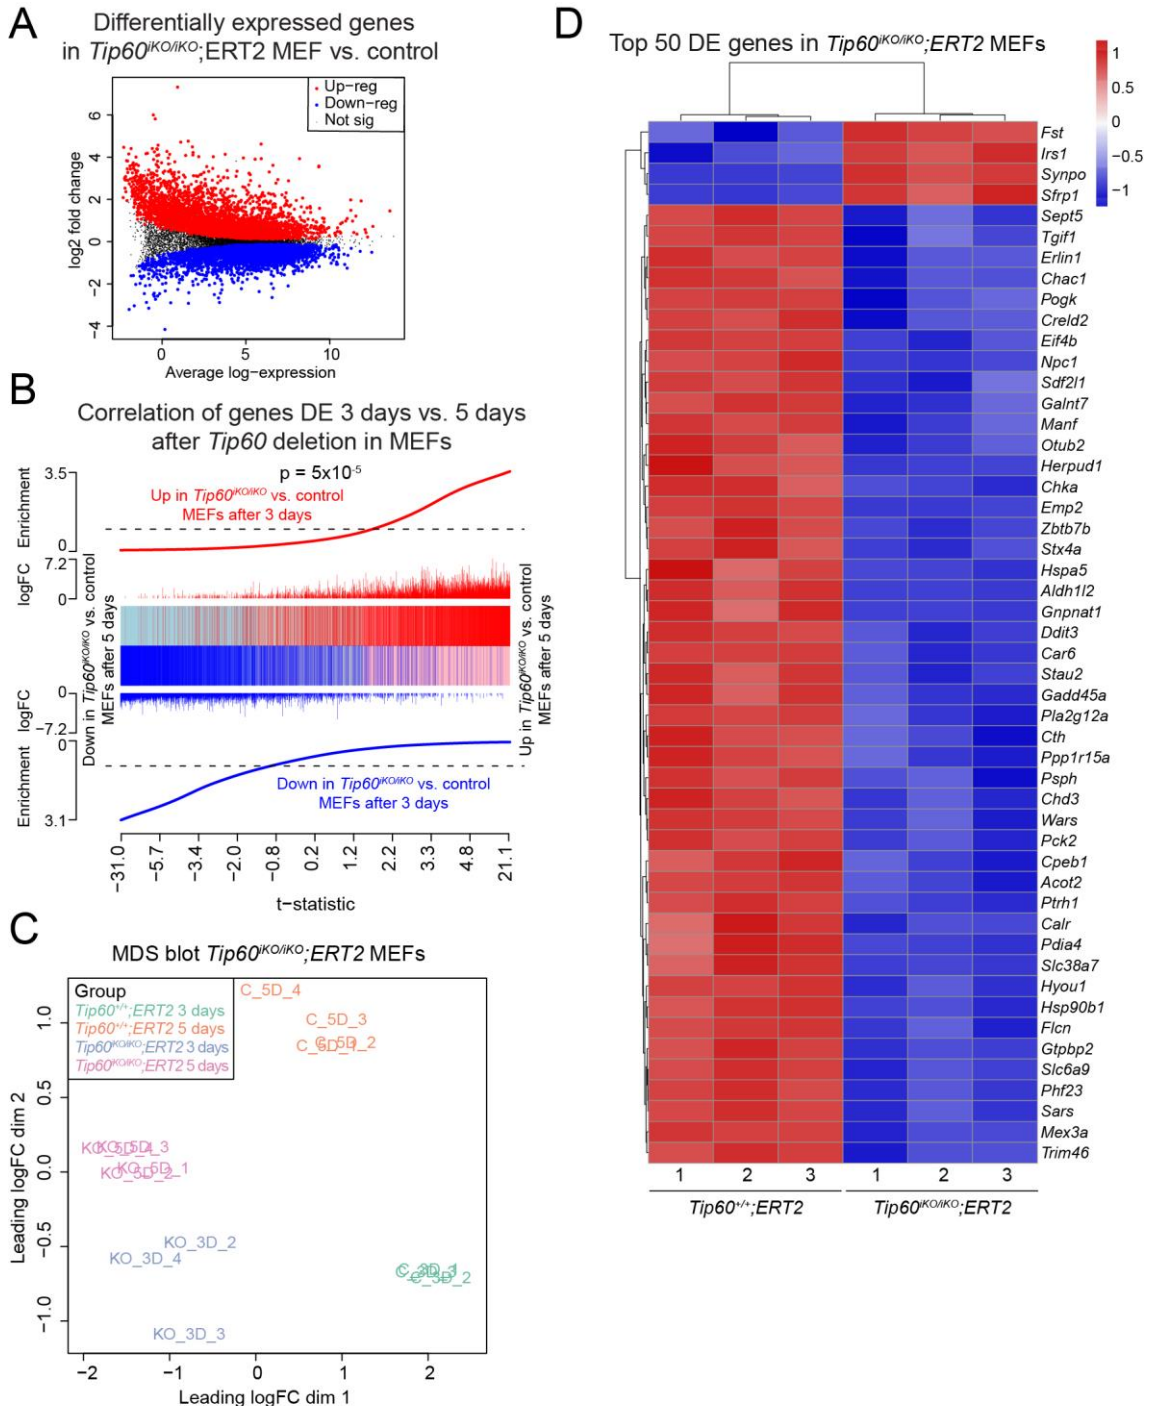 A
Differentially expressed genes
in Tip60iKO/iKO;ERT2 MEF vs. control
Up-reg
Down-reg
Not sig
log2 fold change
6
4
2
0
−2
−4
0
5
10
Average log−expression
B
Correlation of genes DE 3 days vs. 5 days
after Tip60 deletion in MEFs
p = 5x10-5
Up in Tip60iKO/iKO vs. control
MEFs after 3 days
Enrichment
3.5
0
logFC
7.2
0
Down in Tip60iKO/iKO vs. control
MEFs after 5 days
Up in Tip60iKO/iKO vs. control
MEFs after 5 days
logFC
0
−7.2
Enrichment
0
3.1
Down in Tip60iKO/iKO vs. control
MEFs after 3 days
−31.0
−5.7
−3.4
−2.0
−0.8
0.2
1.2
2.2
3.3
4.8
21.1
t−statistic
C
MDS blot Tip60iKO/iKO;ERT2 MEFs
Group
Tip60+/+;ERT2 3 days
Tip60+/+;ERT2 5 days
Tip60iKO/iKO;ERT2 3 days
Tip60iKO/iKO;ERT2 5 days
C_5D_4
C_5D_3
C_5D_2
C_5D_1
KO_5D_3
KO_5D_4
KO_5D_1
KO_5D_2
KO_3D_2
KO_3D_4
KO_3D_3
C_3D_1
C_3D_2
Leading logFC dim 2
1.0
0.5
0.0
−0.5
−1.0
−2
−1
0
1
2
Leading logFC dim 1
D
Top 50 DE genes in Tip60iKO/iKO;ERT2 MEFs
1
0.5
0
−0.5
−1
Fst
Irs1
Synpo
Sfrp1
Sept5
Tgif1
Erlin1
Chac1
Pogk
Creld2
Eif4b
Npc1
Sdf2l1
Galnt7
Manf
Otub2
Herpud1
Chka
Emp2
Zbtb7b
Stx4a
Hspa5
Aldh1l2
Gnpnat1
Ddit3
Car6
Stau2
Gadd45a
Pla2g12a
Cth
Ppp1r15a
Psph
Chd3
Wars
Pck2
Cpeb1
Acot2
Ptrh1
Calr
Pdia4
Slc38a7
Hyou1
Hsp90b1
Flcn
Gtpbp2
Slc6a9
Phf23
Sars
Mex3a
Trim46
1 2 3 1 2 3
Tip60+/+;ERT2 Tip60iKO/iKO;ERT2